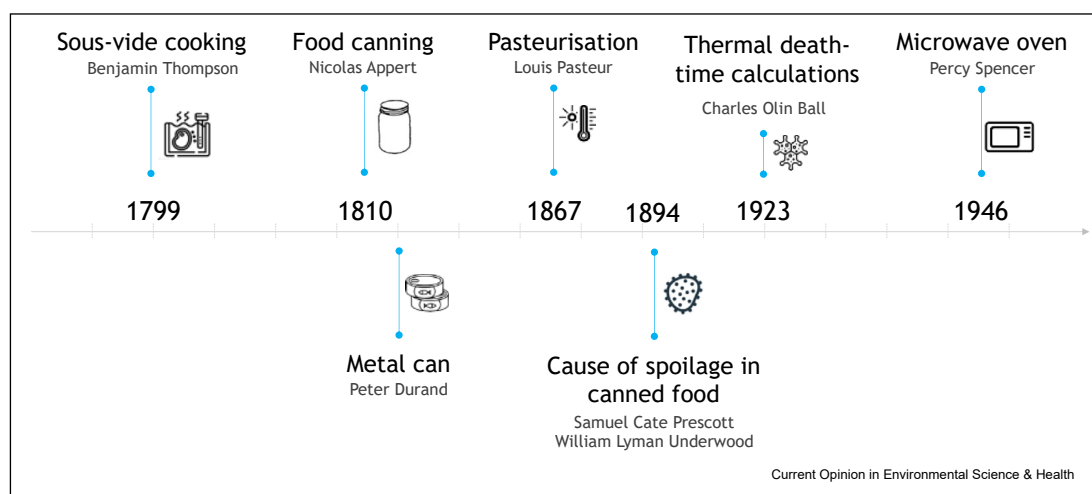 Sous-vide cooking
Benjamin Thompson
Food canning
Nicolas Appert
Pasteurisation
Louis Pasteur
Thermal death-
time calculations
Charles Olin Ball
Microwave oven
Percy Spencer
1799
1810
1867
1894
1923
1946
Metal can
Peter Durand
Cause of spoilage in
canned food
Samuel Cate Prescott
William Lyman Underwood
Current Opinion in Environmental Science & Health